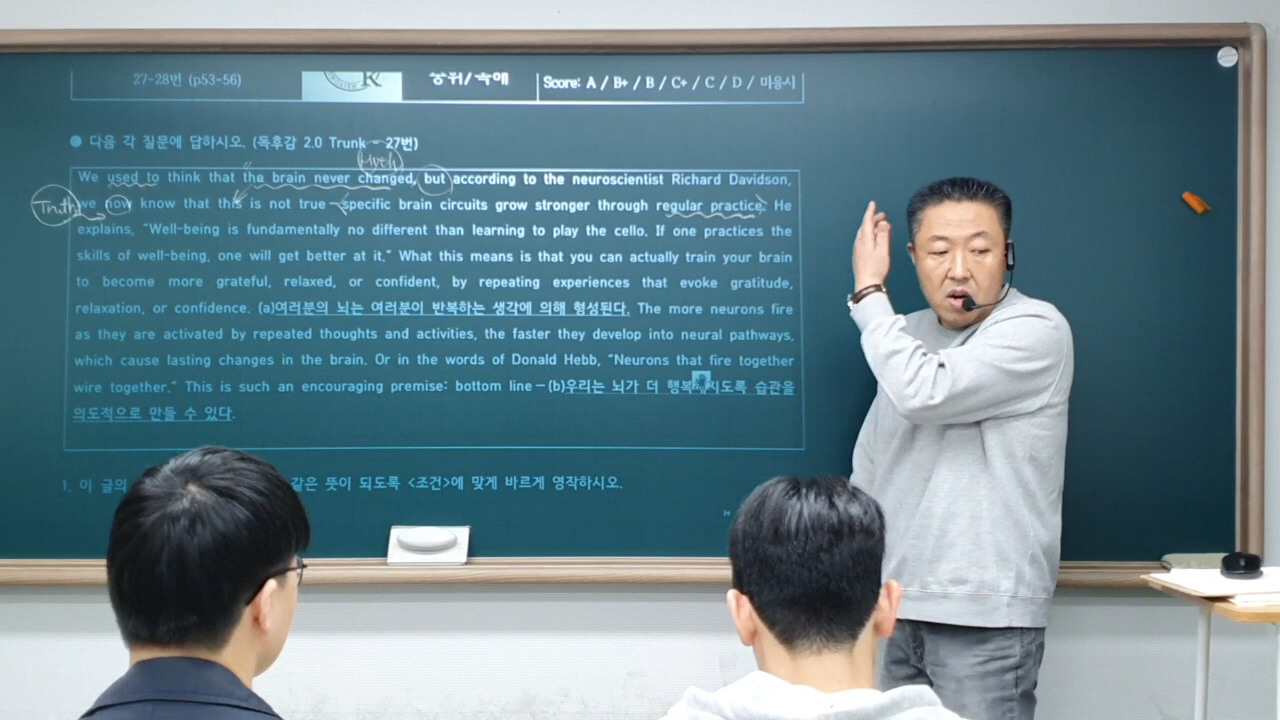 27-28번 (p53-56)
Score: A / B+ / B / C+ / C / D / 미응시
● 다음 각 질문에 답하시오. (독후감 2.0 Trunk - 27번)
Myth
We used to think that the brain never changed, but according to the neuroscientist Richard Davidson,
Truth
we now know that this is not true – specific brain circuits grow stronger through regular practice. He
explains, “Well-being is fundamentally no different than learning to play the cello. If one practices the
skills of well-being, one will get better at it.” What this means is that you can actually train your brain
to become more grateful, relaxed, or confident, by repeating experiences that evoke gratitude,
relaxation, or confidence. (a)여러분의 뇌는 여러분이 반복하는 생각에 의해 형성된다. The more neurons fire
as they are activated by repeated thoughts and activities, the faster they develop into neural pathways,
which cause lasting changes in the brain. Or in the words of Donald Hebb, “Neurons that fire together
wire together.” This is such an encouraging premise: bottom line – (b)우리는 뇌가 더 습관을
의도적으로 만들 수 있다.
1. 이 글의 같은 뜻이 되도록 <조건>에 맞게 바르게 영작하시오.